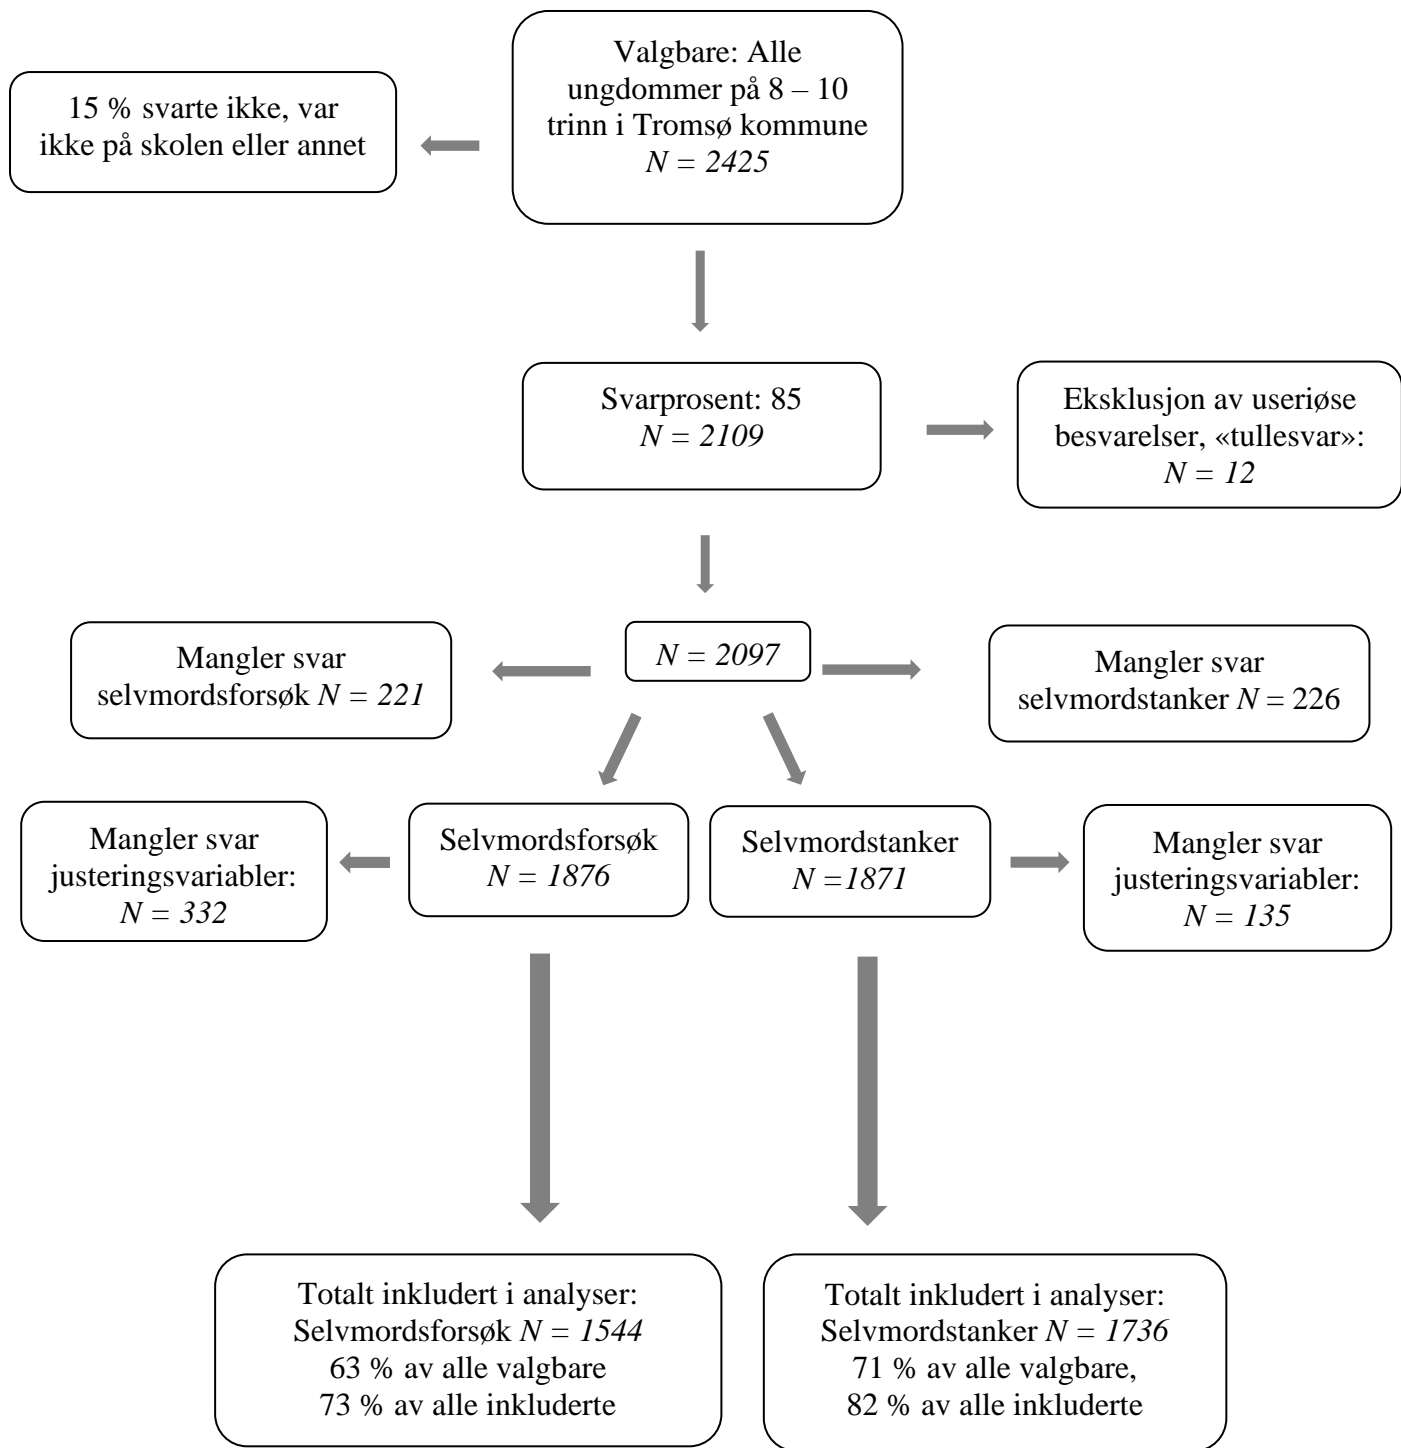 Valgbare: Alle
ungdommer på 8 – 10
trinn i Tromsø kommune
N = 2425
15 % svarte ikke, var
ikke på skolen eller annet
Svarprosent: 85
N = 2109
Eksklusjon av useriøse
besvarelser, «tullesvar»:
N = 12
N = 2097
Mangler svar
selvmordsforsøk N = 221
Mangler svar
selvmordstanker N = 226
Mangler svar
justeringsvariabler:
N = 332
Selvmordsforsøk
N = 1876
Selvmordstanker
N =1871
Mangler svar
justeringsvariabler:
N = 135
Totalt inkludert i analyser:
Selvmordsforsøk N = 1544
63 % av alle valgbare
73 % av alle inkluderte
Totalt inkludert i analyser:
Selvmordstanker N = 1736
71 % av alle valgbare,
82 % av alle inkluderte